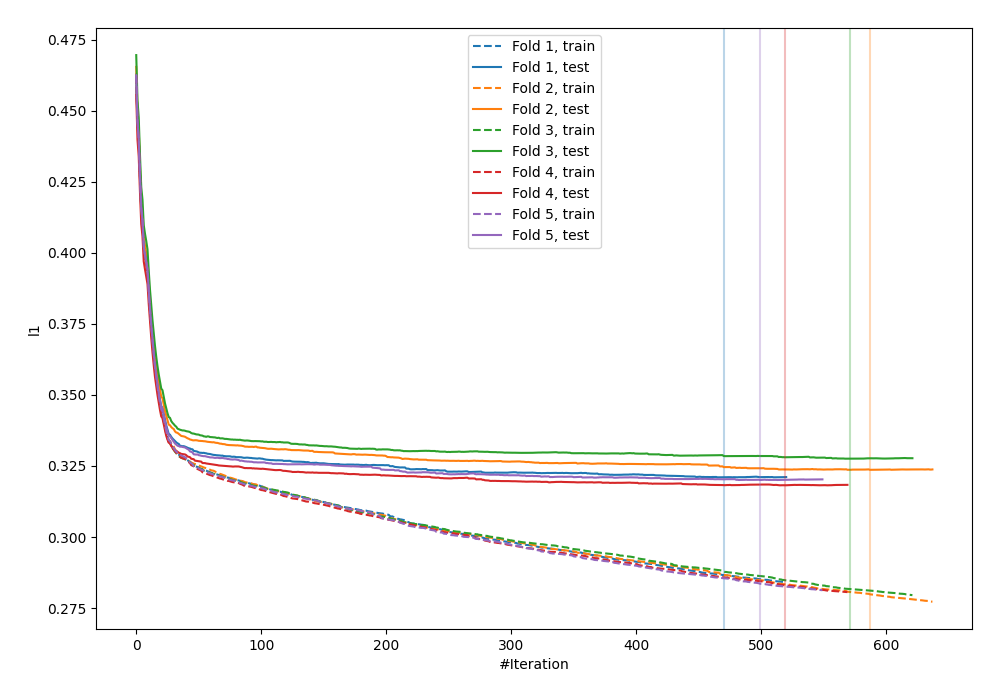 0.475
0.450
0.425
0.400
0.375
0.350
0.325
0.300
0.275
l1
Fold 1, train
Fold 1, test
Fold 2, train
Fold 2, test
Fold 3, train
Fold 3, test
Fold 4, train
Fold 4, test
Fold 5, train
Fold 5, test
0 100 200 300 400 500 600
#Iteration